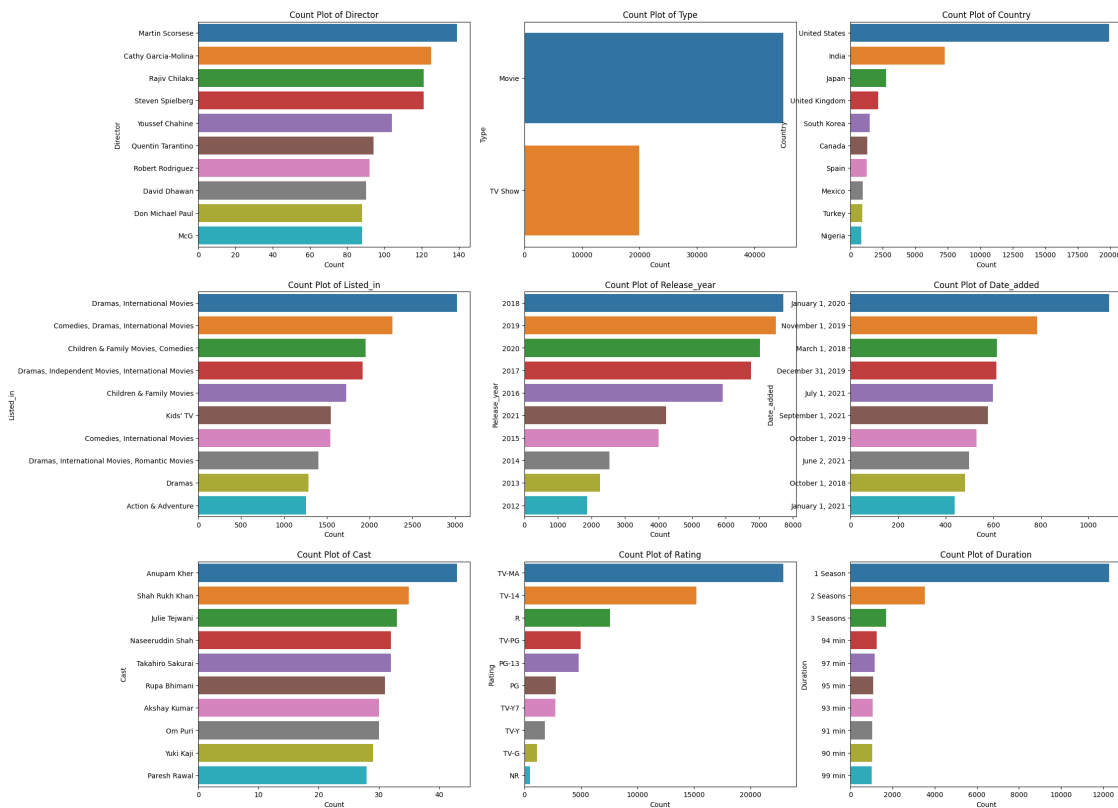 Count Plot of Director
Director
Martin Scorsese
Cathy Garcia-Molina
Rajiv Chilaka
Steven Spielberg
Youssef Chahine
Quentin Tarantino
Robert Rodriguez
David Dhawan
Don Michael Paul
McG
0 20 40 60 80 100 120 140
Count
Count Plot of Type
Type
Movie
TV Show
0 10000 20000 30000 40000
Count
Count Plot of Country
Country
United States
India
Japan
United Kingdom
South Korea
Canada
Spain
Mexico
Turkey
Nigeria
0 2500 5000 7500 10000 12500 15000 17500 20000
Count
Count Plot of Listed_in
Listed_in
Dramas, International Movies
Comedies, Dramas, International Movies
Children & Family Movies, Comedies
Dramas, Independent Movies, International Movies
Children & Family Movies
Kids' TV
Comedies, International Movies
Dramas, International Movies, Romantic Movies
Dramas
Action & Adventure
0 500 1000 1500 2000 2500 3000
Count
Count Plot of Release_year
Release_year
2018
2019
2020
2017
2016
2021
2015
2014
2013
2012
0 1000 2000 3000 4000 5000 6000 7000 8000
Count
Count Plot of Date_added
Date_added
January 1, 2020
November 1, 2019
March 1, 2018
December 31, 2019
July 1, 2021
September 1, 2021
October 1, 2019
June 2, 2021
October 1, 2018
January 1, 2021
0 200 400 600 800 1000
Count
Count Plot of Cast
Cast
Anupam Kher
Shah Rukh Khan
Julie Tejwani
Naseeruddin Shah
Takahiro Sakurai
Rupa Bhimani
Akshay Kumar
Om Puri
Yuki Kaji
Paresh Rawal
0 10 20 30 40
Count
Count Plot of Rating
Rating
TV-MA
TV-14
R
TV-PG
PG-13
PG
TV-Y7
TV-Y
TV-G
NR
0 5000 10000 15000 20000
Count
Count Plot of Duration
Duration
1 Season
2 Seasons
3 Seasons
94 min
97 min
95 min
93 min
91 min
90 min
99 min
0 2000 4000 6000 8000 10000 12000
Count